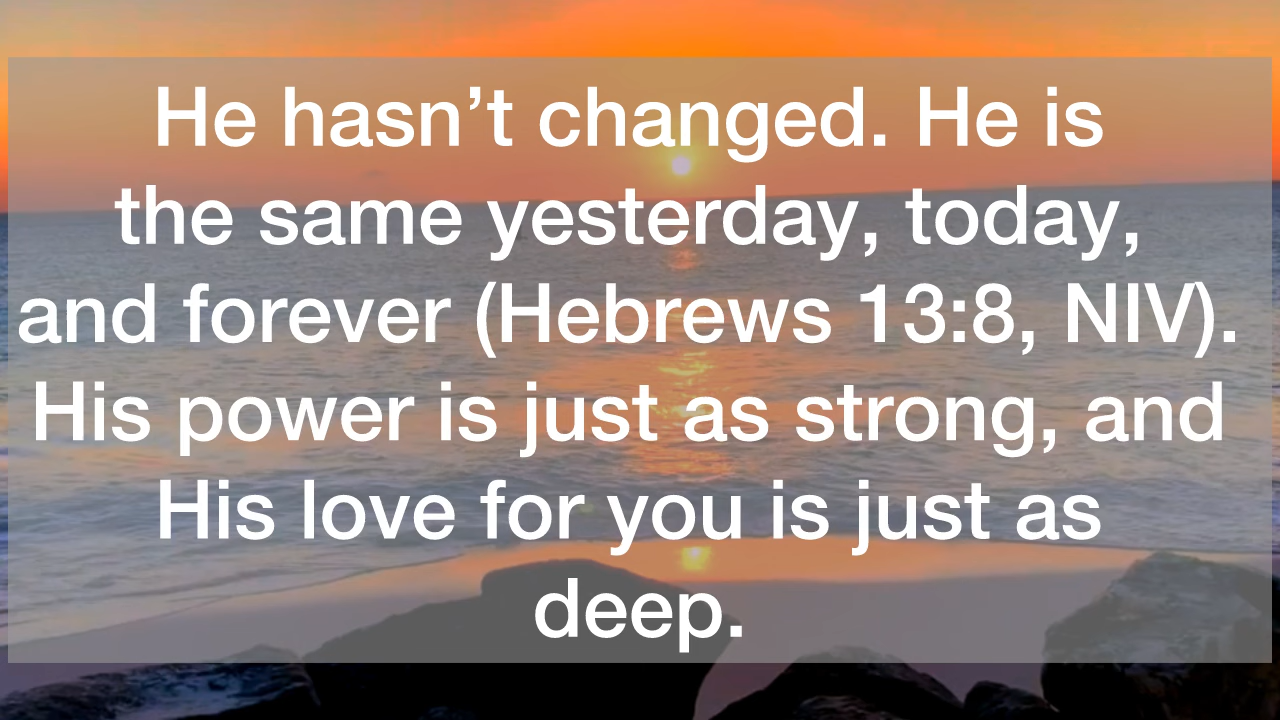 He hasn’t changed. He is
the same yesterday, today,
and forever (Hebrews 13:8, NIV).
His power is just as strong, and
His love for you is just as
deep.